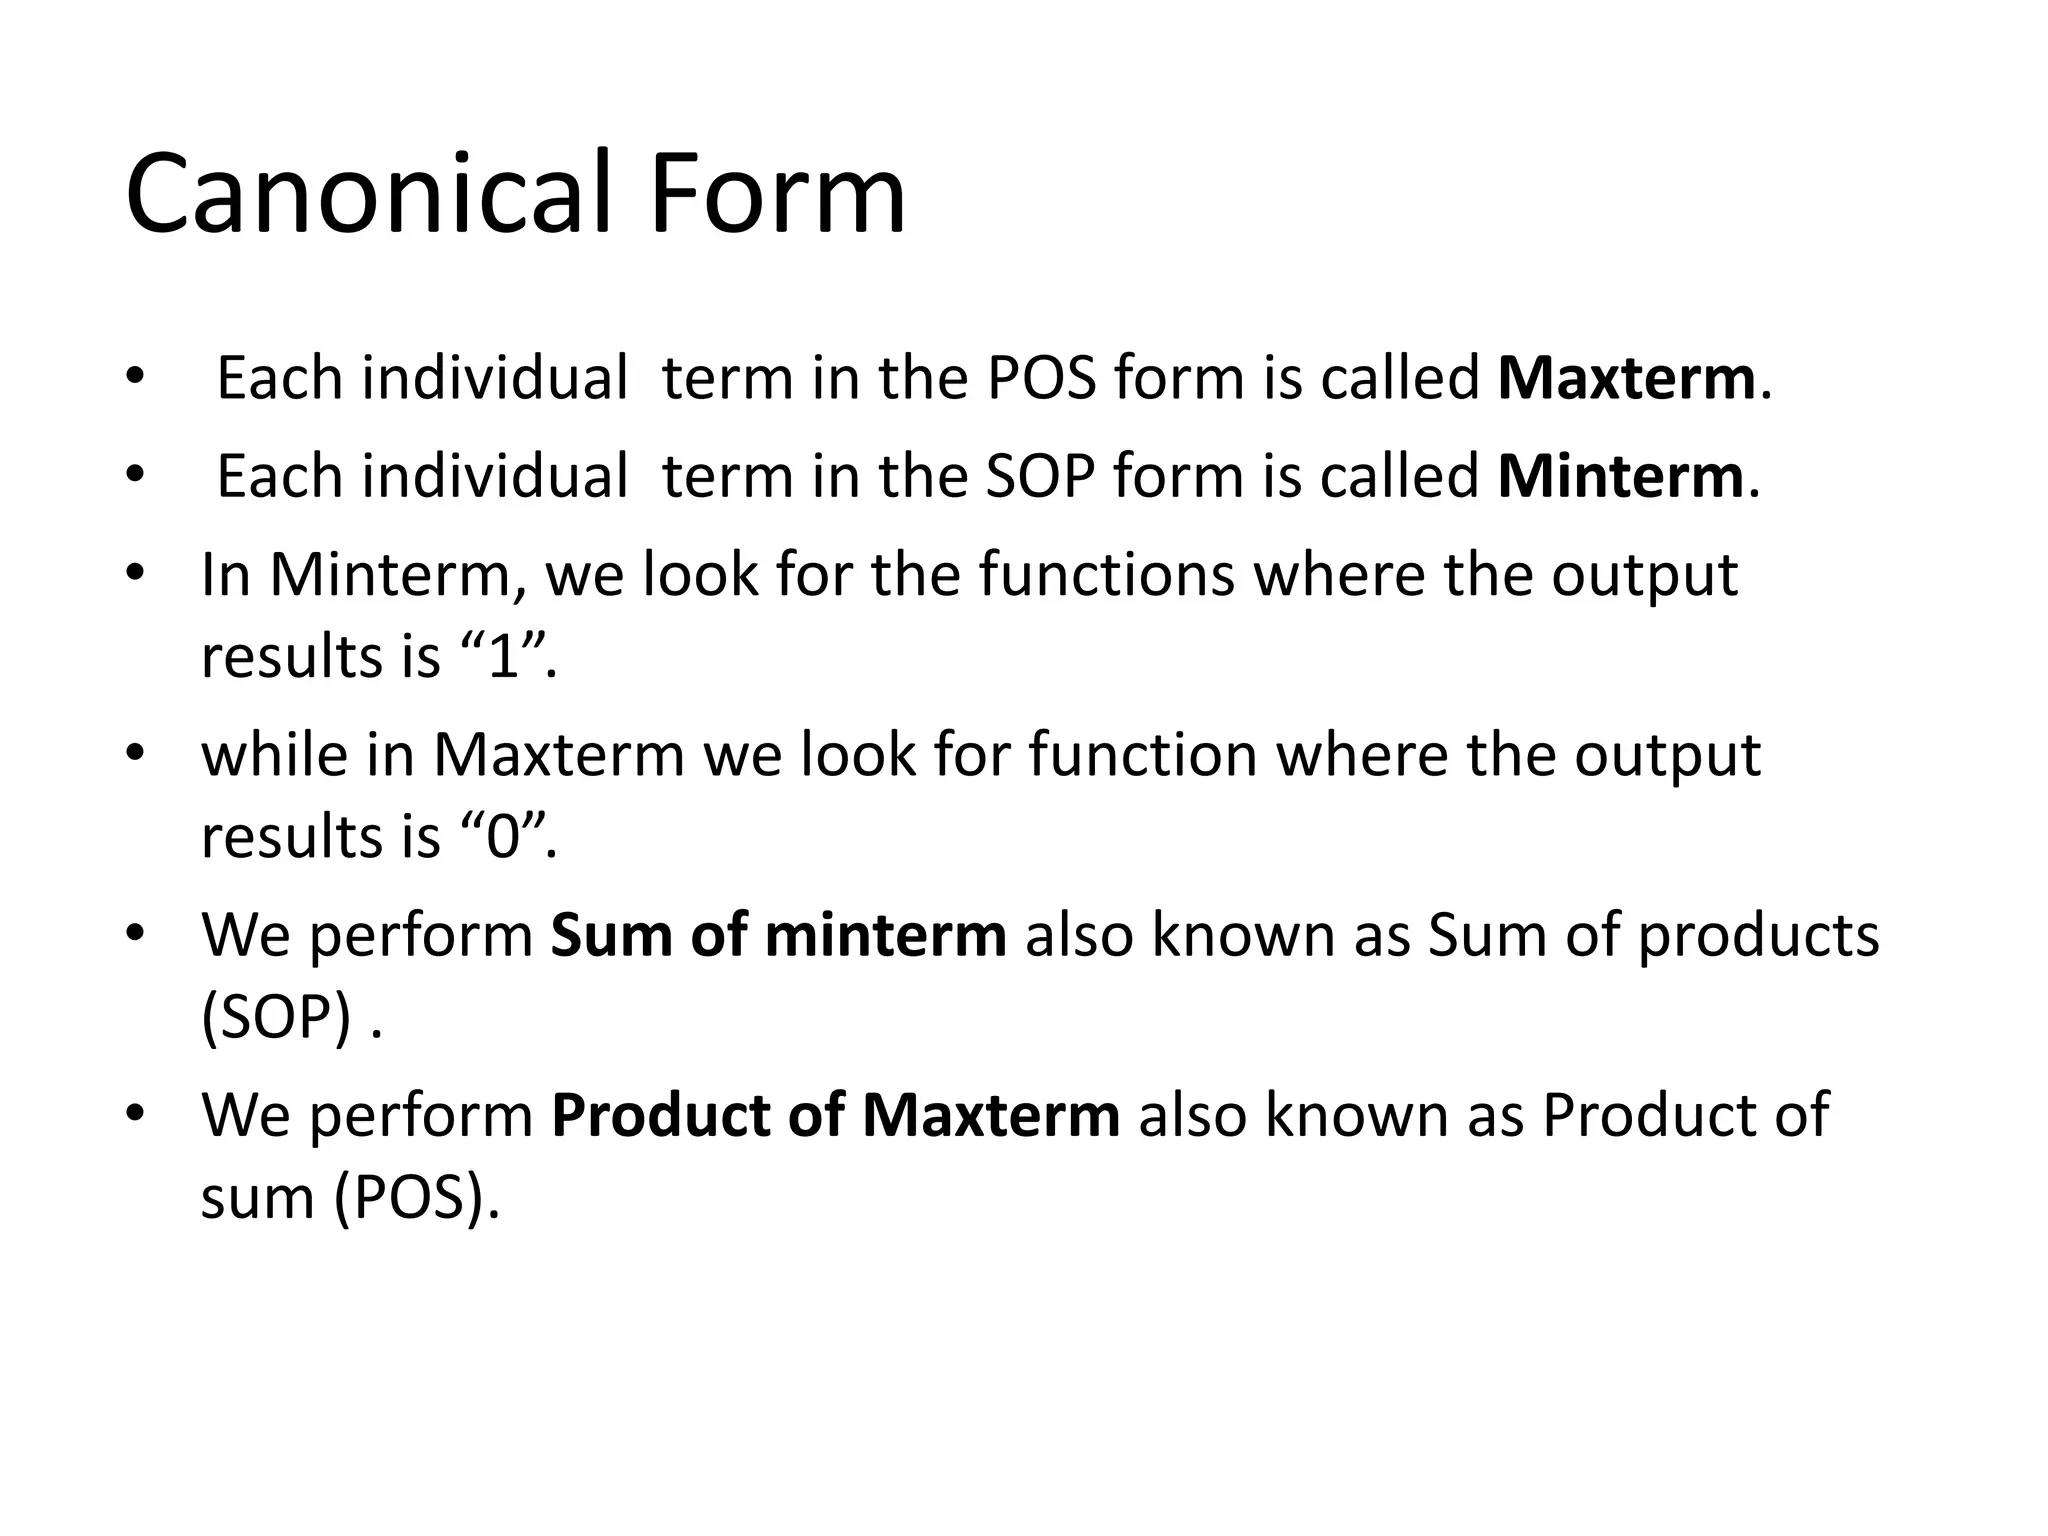 Canonical Form
• Each individual term in the POS form is called Maxterm.
• Each individual term in the SOP form is called Minterm.
• In Minterm, we look for the functions where the output
results is “1”.
• while in Maxterm we look for function where the output
results is “0”.
• We perform Sum of minterm also known as Sum of products
(SOP) .
• We perform Product of Maxterm also known as Product of
sum (POS).